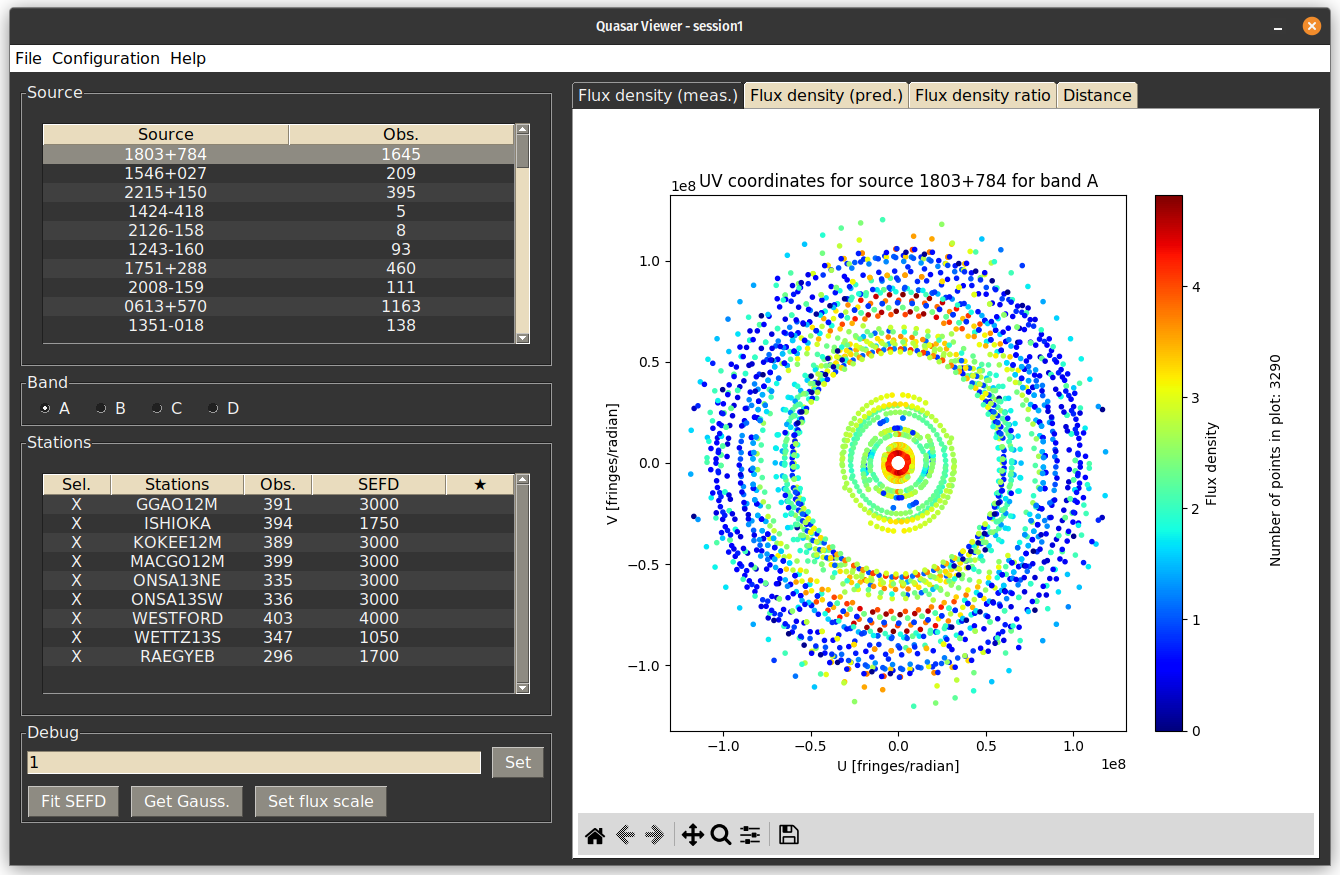 Quasar Viewer - session1
File Configuration Help
Source
Source Obs.
1803+784 1645
1546+027 209
2215+150 395
1424-418 5
2126-158 8
1243-160 93
1751+288 460
2008-159 111
0613+570 1163
1351-018 138
Band
A B C D
Stations
Sel. Stations Obs. SEFD ★
X GGAO12M 391 3000
X ISHIOKA 394 1750
X KOKEE12M 389 3000
X MACGO12M 399 3000
X ONSA13NE 335 3000
X ONSA13SW 336 3000
X WESTFORD 403 4000
X WETTZ13S 347 1050
X RAEGYEB 296 1700
Debug
1 Set
Fit SEFD Get Gauss. Set flux scale
Flux density (meas.) Flux density (pred.) Flux density ratio Distance
UV coordinates for source 1803+784 for band A
1e8
1.0
0.5
0.0
−0.5
−1.0
V [fringes/radian]
−1.0 −0.5 0.0 0.5 1.0
1e8
U [fringes/radian]
4
3
2
1
0
Flux density
Number of points in plot: 3290